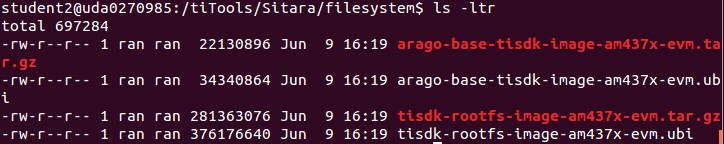 student2@uda0270985:/tiTools/Sitara/filesystem$ ls -ltr
total 697284
-rw-r--r-- 1 ran ran  22130896 Jun  9 16:19 arago-base-tisdk-image-am437x-evm.ta
r.gz
-rw-r--r-- 1 ran ran  34340864 Jun  9 16:19 arago-base-tisdk-image-am437x-evm.ub
i
-rw-r--r-- 1 ran ran 281363076 Jun  9 16:19 tisdk-rootfs-image-am437x-evm.tar.gz
-rw-r--r-- 1 ran ran 376176640 Jun  9 16:19 tisdk-rootfs-image-am437x-evm.ubi